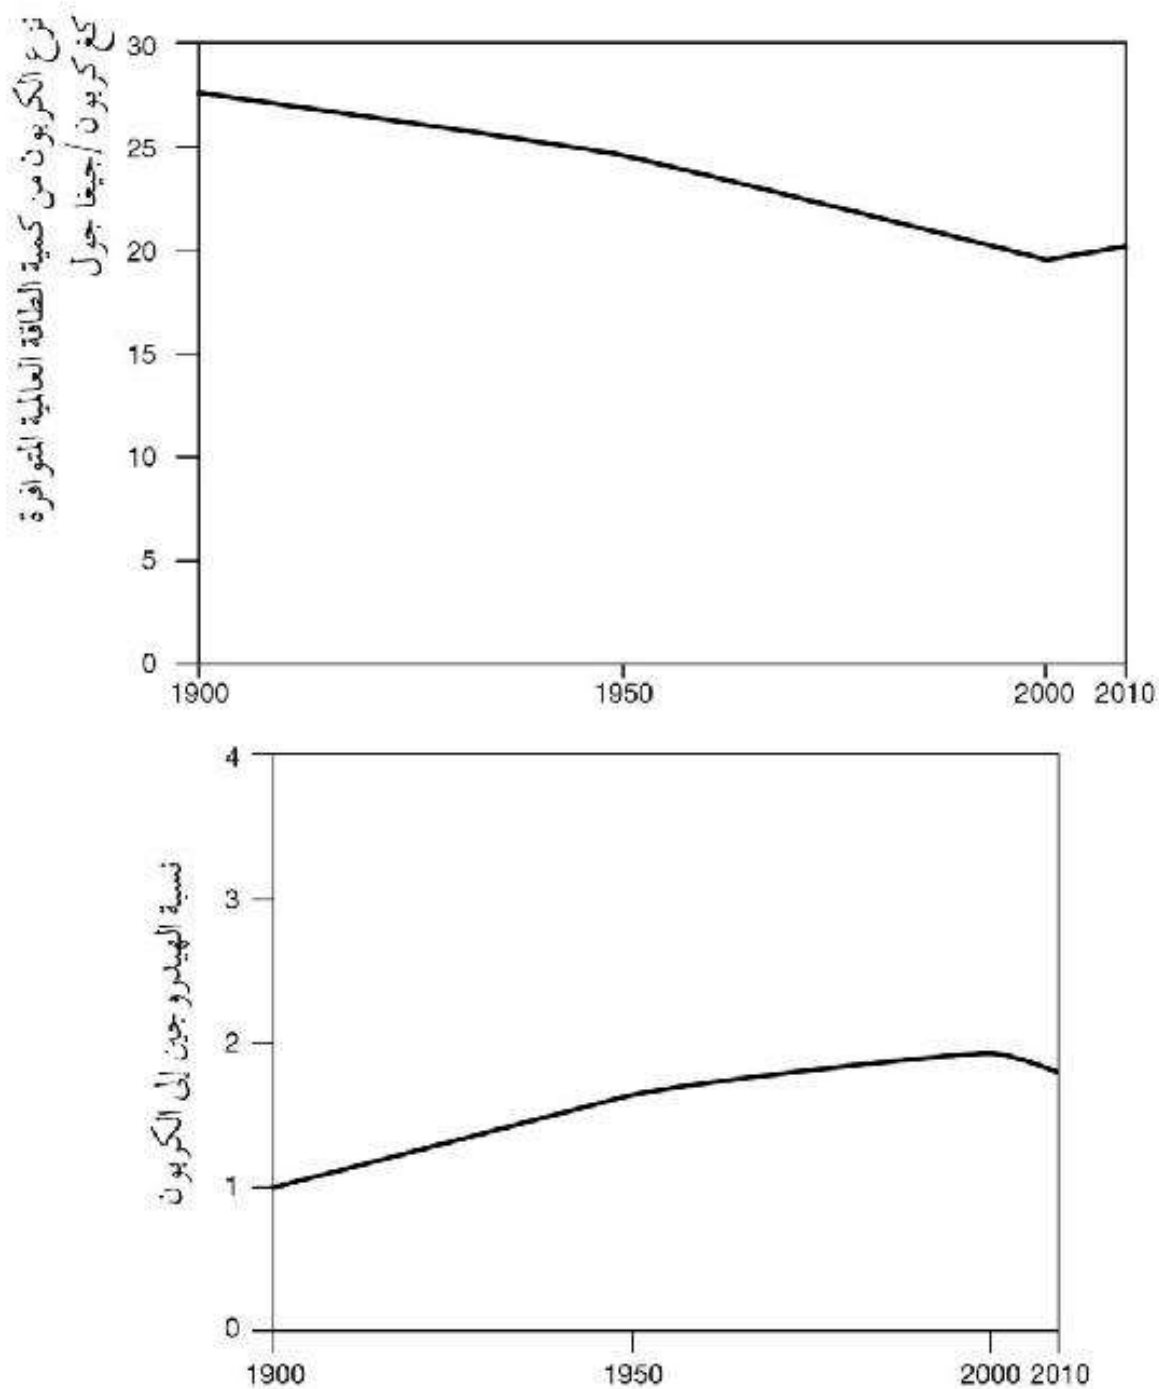 نزع الكربون من كمية الطاقة العالمية المتوافرة
كغ كربون / جيغا جول
30
25
20
15
10
5
0
1900 1950 2000 2010
نسبة الهيدروجين إلى الكربون
4
3
2
1
0
1900 1950 2000 2010